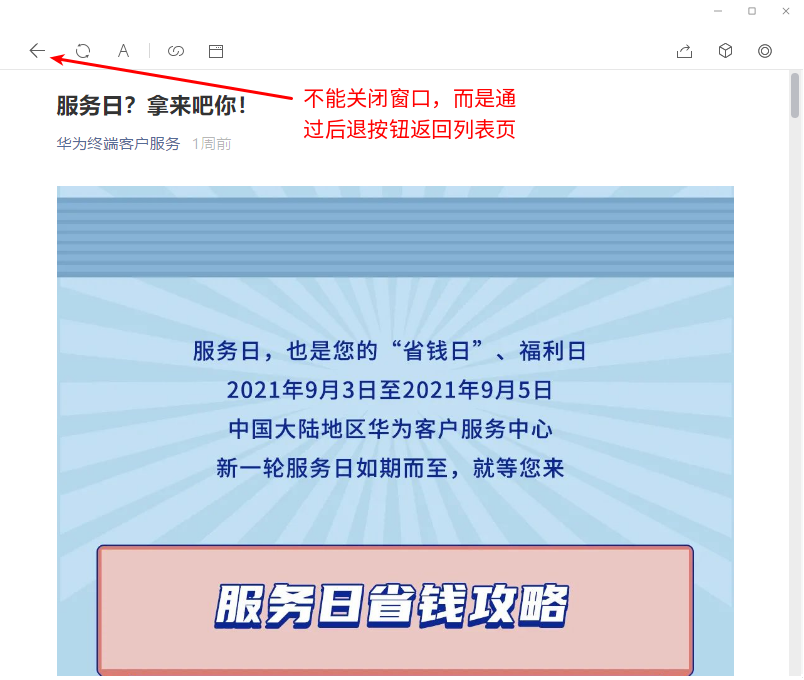 A
不能关闭窗口，而是通
过后退按钮返回列表页
服务日？拿来吧你！
华为终端客户服务 1周前
服务日，也是您的“省钱日”、福利日
2021年9月3日至2021年9月5日
中国大陆地区华为客户服务中心
新一轮服务日如期而至，就等您来
服务日省钱攻略